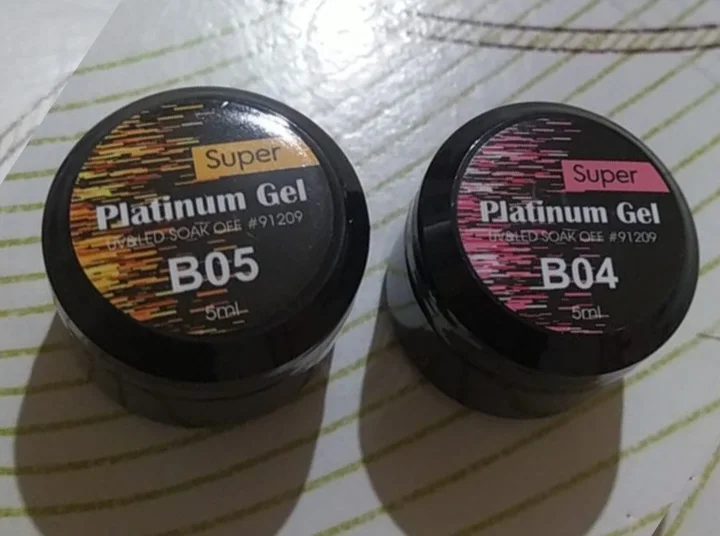 Super
Platinum Gel
UV&LED SOAK OFF #91209
B05
5ml
Super
Platinum Gel
UV&LED SOAK OFF #91209
B04
5ml